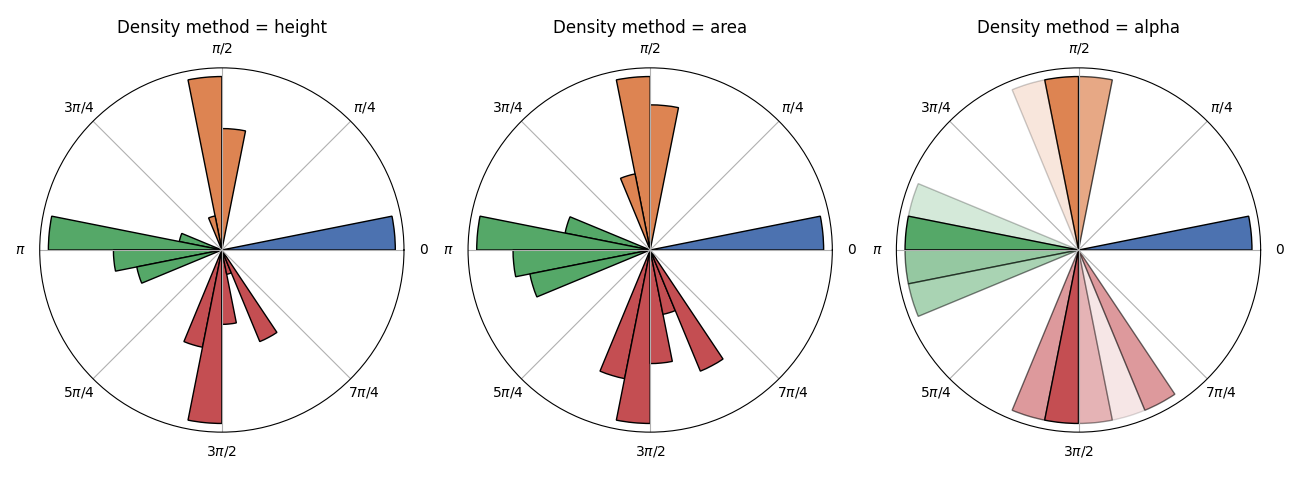 Density method = height
π/2
3π/4
π/4
π
0
5π/4
7π/4
3π/2
Density method = area
π/2
3π/4
π/4
π
0
5π/4
7π/4
3π/2
Density method = alpha
π/2
3π/4
π/4
π
0
5π/4
7π/4
3π/2